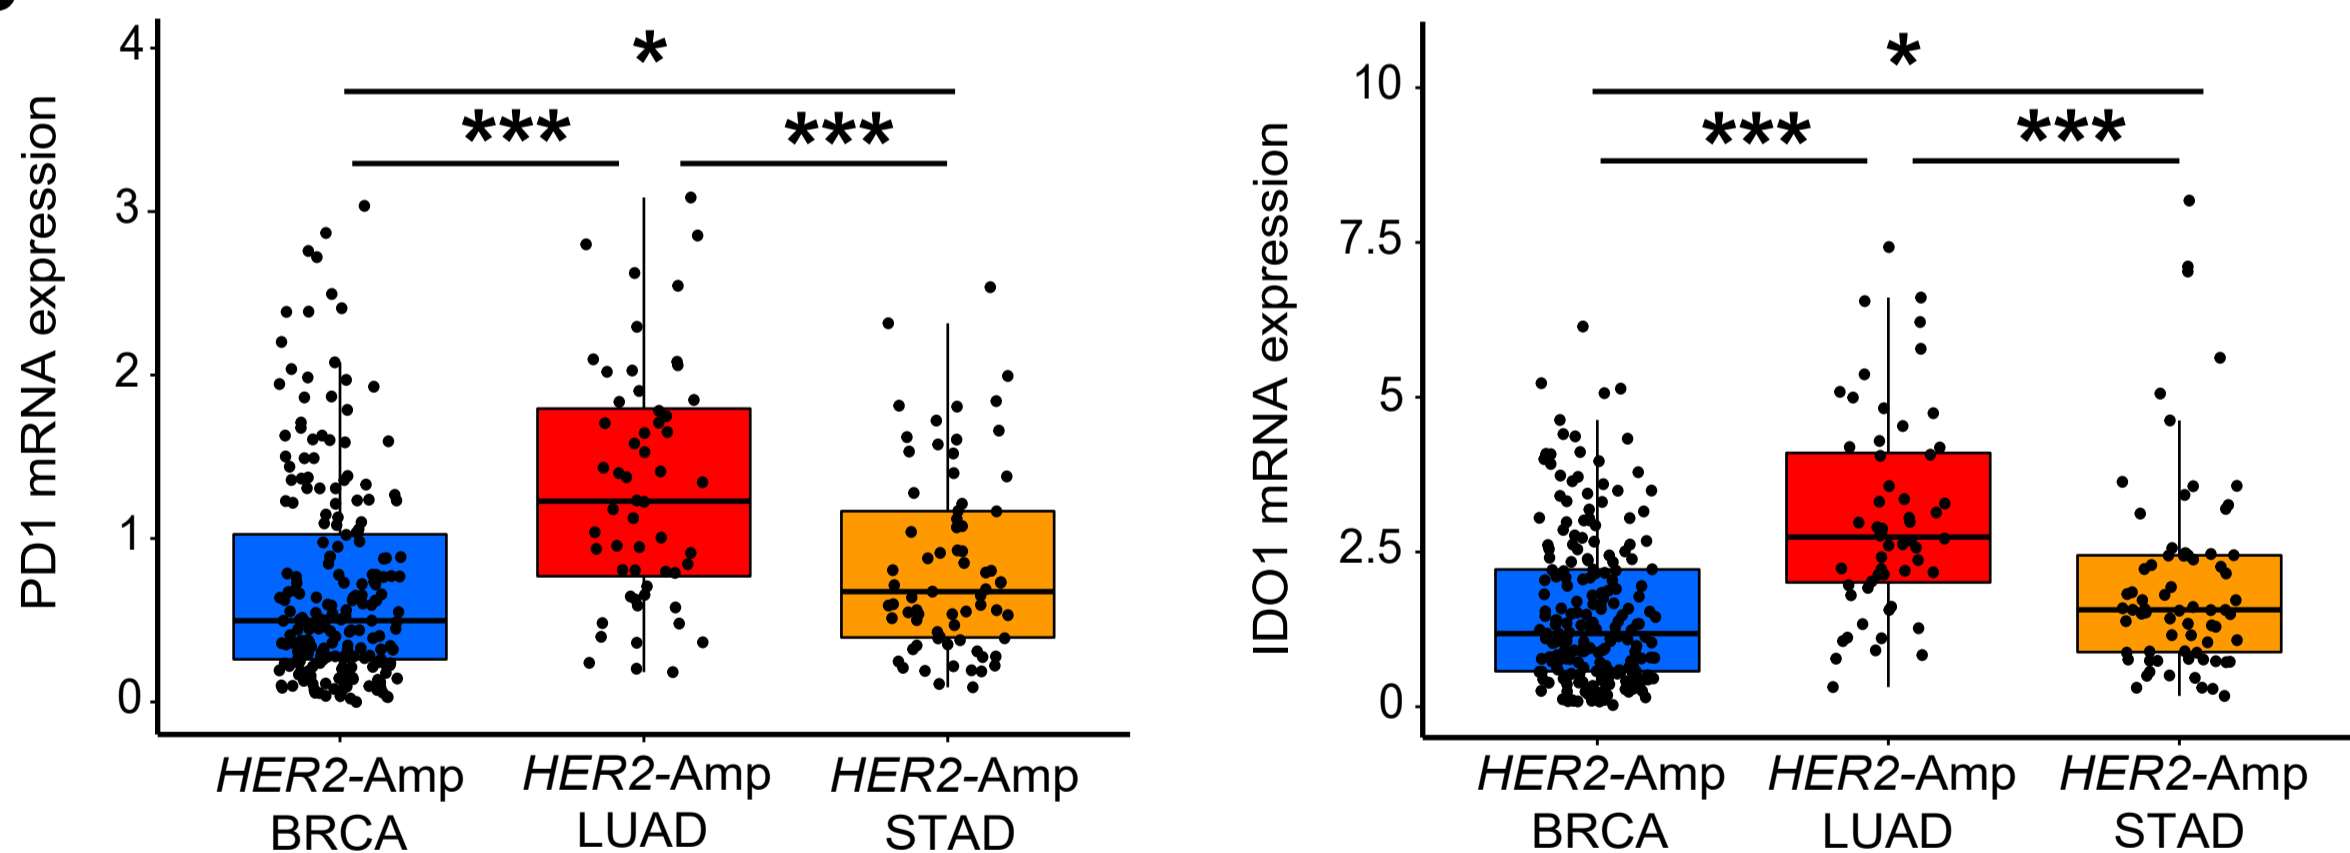 PD1 mRNA expression
4
3
2
1
0
*
***
***
HER2-Amp
BRCA
HER2-Amp
LUAD
HER2-Amp
STAD
IDO1 mRNA expression
10
7.5
5
2.5
0
*
***
***
HER2-Amp
BRCA
HER2-Amp
LUAD
HER2-Amp
STAD